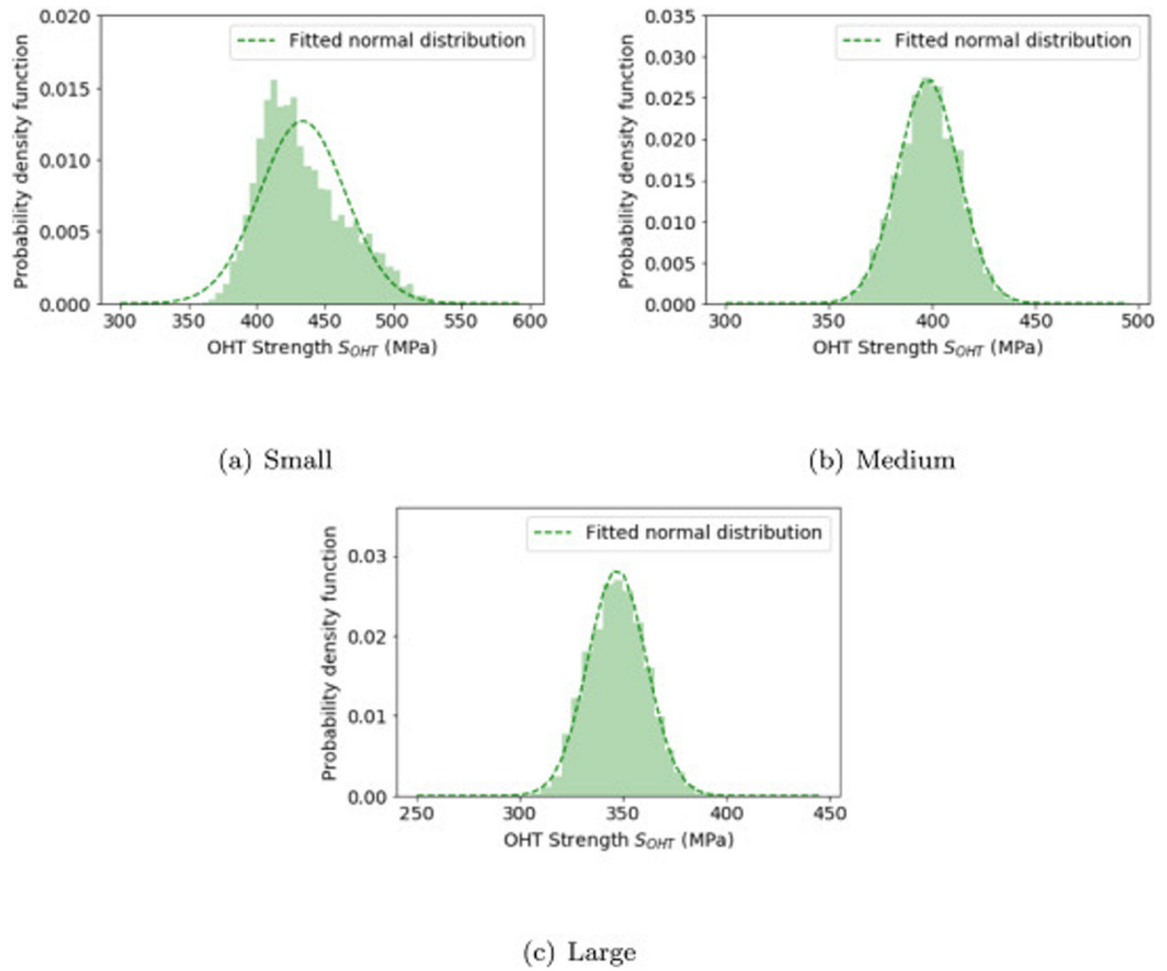 0.020
0.015
0.010
0.005
0.000
Probability density function
Fitted normal distribution
300 350 400 450 500 550 600
OHT Strength S_OHT (MPa)
(a) Small
0.035
0.030
0.025
0.020
0.015
0.010
0.005
0.000
Probability density function
Fitted normal distribution
300 350 400 450 500
OHT Strength S_OHT (MPa)
(b) Medium
0.03
0.02
0.01
0.00
Probability density function
Fitted normal distribution
250 300 350 400 450
OHT Strength S_OHT (MPa)
(c) Large